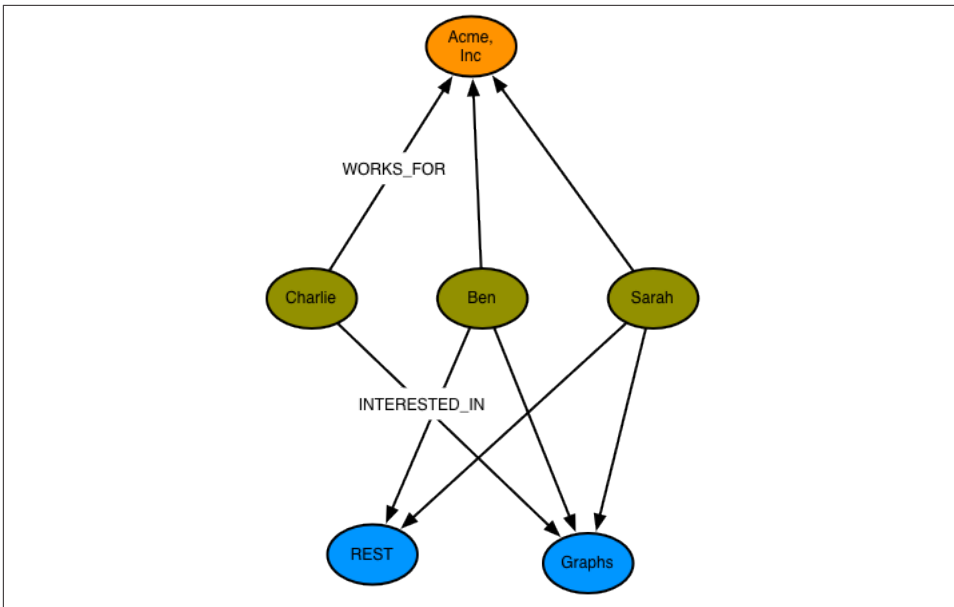 Acme,
Inc
WORKS_FOR
Charlie
Ben
Sarah
INTERESTED_IN
REST
Graphs